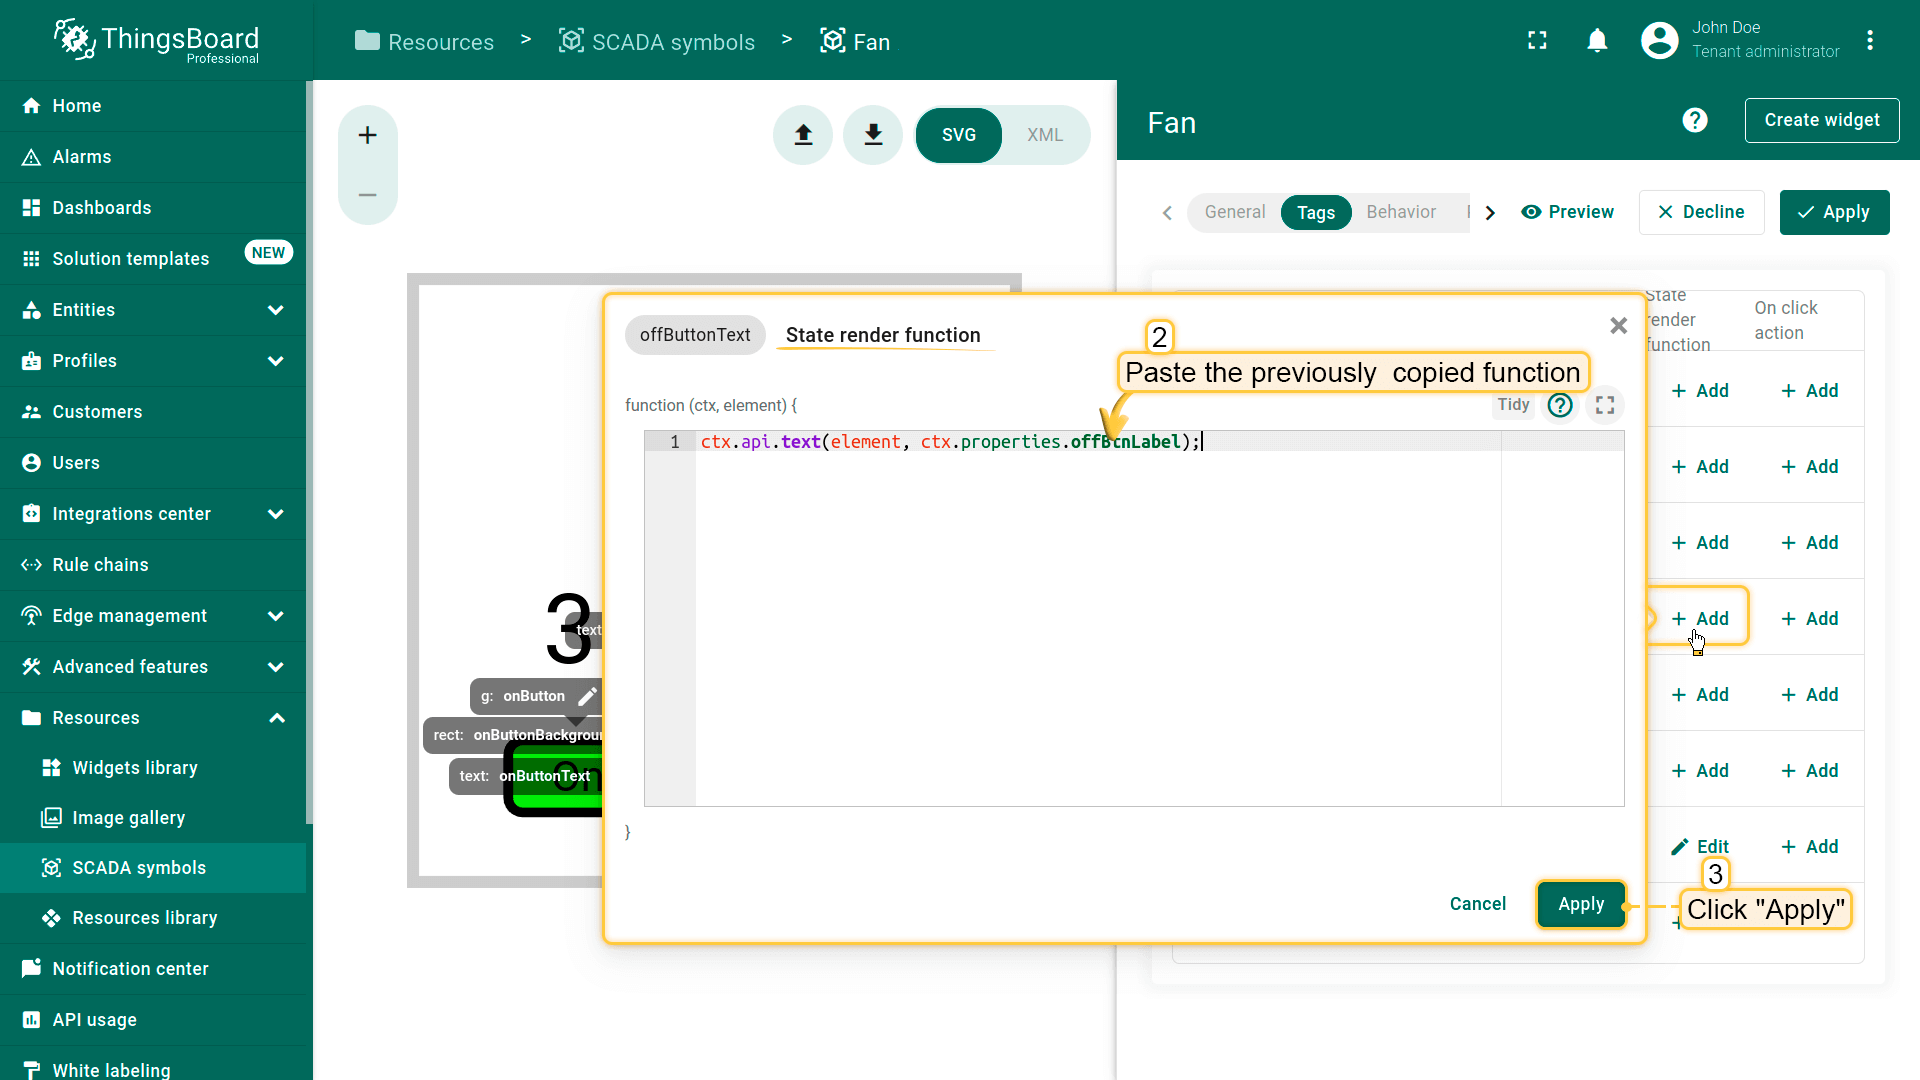 ThingsBoard
Professional
Resources > SCADA symbols > Fan
John Doe
Tenant administrator
Home
Alarms
Dashboards
Solution templates NEW
Entities
Profiles
Customers
Users
Integrations center
Rule chains
Edge management
Advanced features
Resources
Widgets library
Image gallery
SCADA symbols
Resources library
Notification center
API usage
White labeling
+
−
SVG XML
3
text
g: onButton
rect: onButtonBackgroun
text: onButtonText
On
Fan
? Create widget
General Tags Behavior Preview Decline Apply
State
render
function
On click
action
+ Add + Add
+ Add + Add
+ Add + Add
+ Add + Add
+ Add + Add
+ Add + Add
Edit + Add
offButtonText State render function
2
Paste the previously copied function
function (ctx, element) {
Tidy ?
1 ctx.api.text(element, ctx.properties.offBtnLabel);
}
Cancel Apply
3
Click "Apply"